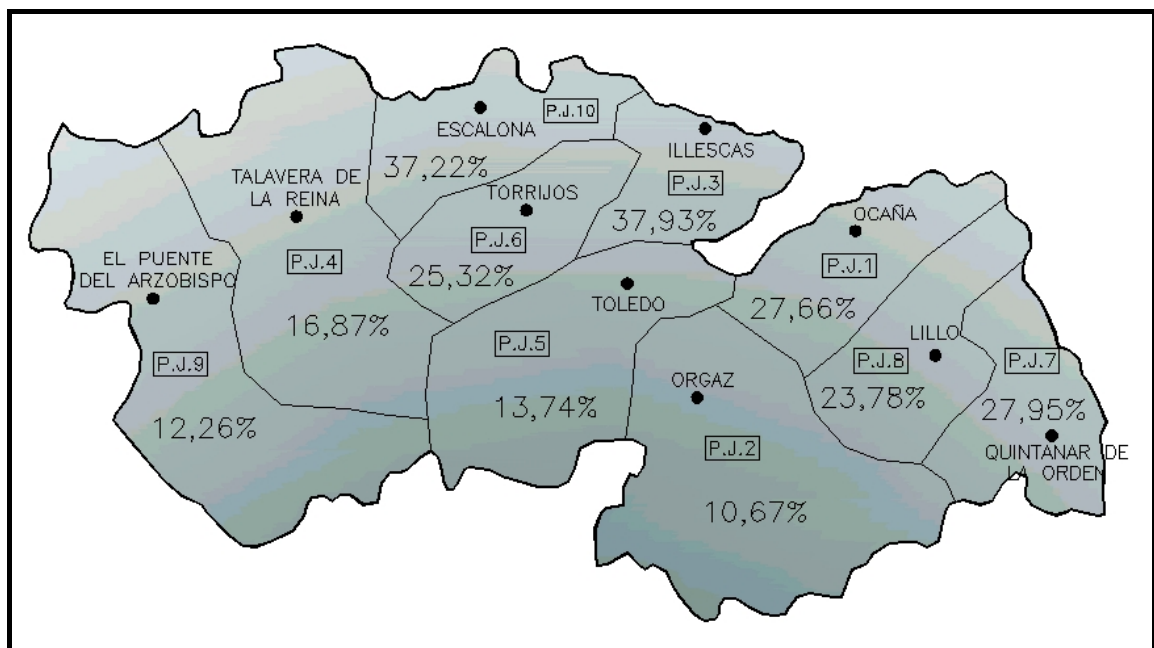 P.J.10
ESCALONA
37,22%
ILLESCAS
P.J.3
37,93%
TALAVERA DE
LA REINA
P.J.4
16,87%
TORRIJOS
P.J.6
25,32%
OCAÑA
P.J.1
27,66%
EL PUENTE
DEL ARZOBISPO
P.J.9
12,26%
TOLEDO
P.J.5
13,74%
LILLO
P.J.8
23,78%
P.J.7
27,95%
QUINTANAR DE
LA ORDEN
ORGAZ
P.J.2
10,67%